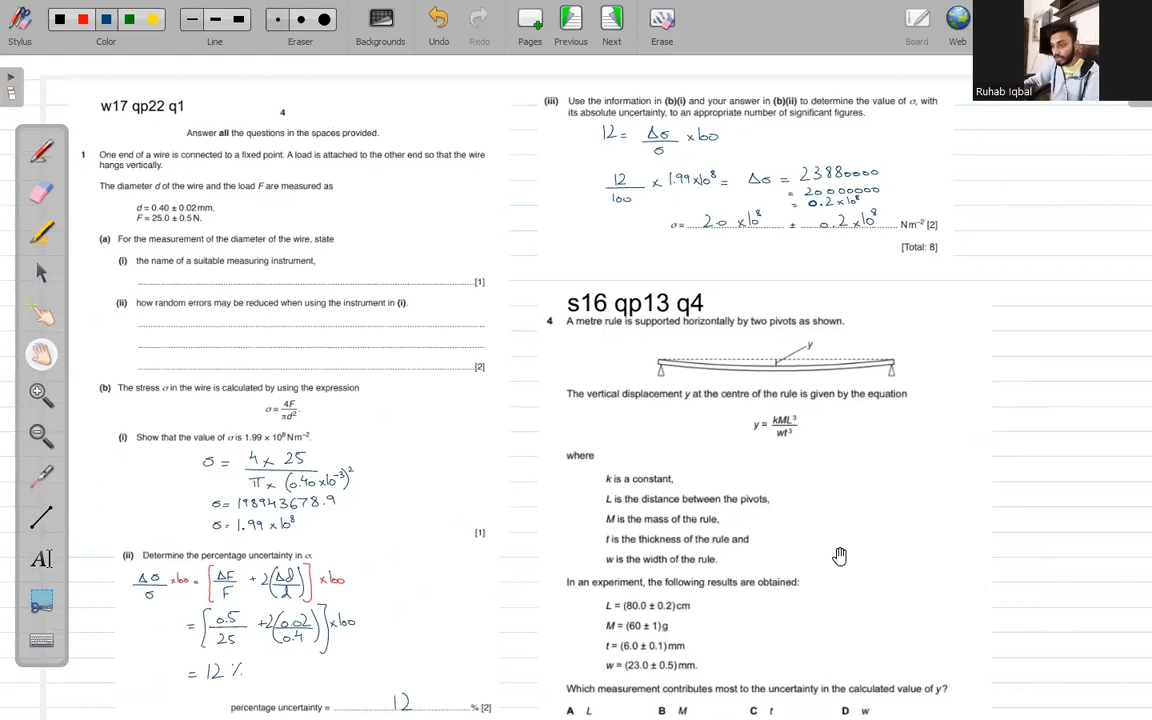 Stylus
Color
Line
Eraser
Backgrounds
Undo
Redo
Pages
Previous
Next
Erase
Board
Web
Ruhab Iqbal
w17 qp22 q1
4
Answer all the questions in the spaces provided.
1 One end of a wire is connected to a fixed point. A load is attached to the other end so that the wire
hangs vertically.
The diameter d of the wire and the load F are measured as
d = 0.40 ± 0.02 mm,
F = 25.0 ± 0.5 N.
(a) For the measurement of the diameter of the wire, state
(i) the name of a suitable measuring instrument,
[1]
(ii) how random errors may be reduced when using the instrument in (i).
[2]
(b) The stress σ in the wire is calculated by using the expression
σ = 4F / πd².
(i) Show that the value of σ is 1.99 × 10⁸ N m⁻².
σ = 4 × 25 / π × (0.40 × 10⁻³)²
σ = 198943678.9
σ = 1.99 × 10⁸
[1]
(ii) Determine the percentage uncertainty in σ.
Δσ/σ ×100 = [ΔF/F + 2(Δd/d)] ×100
= [0.5/25 + 2(0.02/0.4)] ×100
= 12 %
percentage uncertainty = 12 % [2]
(iii) Use the information in (b)(i) and your answer in (b)(ii) to determine the value of σ, with
its absolute uncertainty, to an appropriate number of significant figures.
12 = Δσ/σ × 100
12/100 × 1.99×10⁸ = Δσ = 23880000
= 20000000
= 0.2 × 10⁸
σ = 2.0 × 10⁸ ± 0.2 × 10⁸ N m⁻² [2]
[Total: 8]
s16 qp13 q4
4 A metre rule is supported horizontally by two pivots as shown.
y
The vertical displacement y at the centre of the rule is given by the equation
y = kML³ / wt³
where
k is a constant,
L is the distance between the pivots,
M is the mass of the rule,
t is the thickness of the rule and
w is the width of the rule.
In an experiment, the following results are obtained:
L = (80.0 ± 0.2) cm
M = (60 ± 1) g
t = (6.0 ± 0.1) mm
w = (23.0 ± 0.5) mm.
Which measurement contributes most to the uncertainty in the calculated value of y?
A L B M C t D w